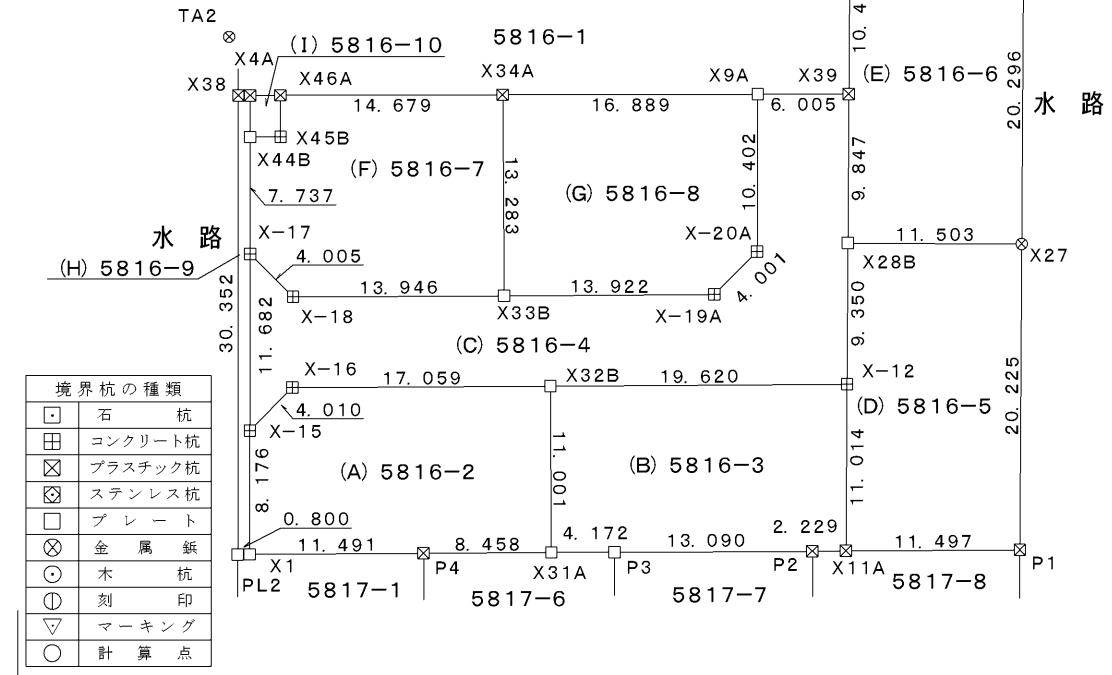 TA2
(I) 5816-10
5816-1
10. 4
X4A
X38
X46A
X34A
X9A
X39
(E) 5816-6
20. 296
水 路
14. 679
16. 889
6. 005
X45B
X44B
(F) 5816-7
13. 283
(G) 5816-8
10. 402
9. 847
7. 737
X-17
水 路
X-20A
11. 503
X27
X28B
(H) 5816-9
4. 005
13. 946
13. 922
4. 001
X-18
X33B
X-19A
30. 352
11. 682
9. 350
(C) 5816-4
X-16
17. 059
X32B
19. 620
X-12
20. 225
(D) 5816-5
4. 010
X-15
8. 176
(A) 5816-2
11. 001
(B) 5816-3
11. 014
0. 800
11. 491
8. 458
4. 172
13. 090
2. 229
11. 497
X1
PL2
P4
X31A
P3
P2
X11A
P1
5817-1
5817-6
5817-7
5817-8
境界杭の種類
石 杭
コンクリート杭
プラスチック杭
ステンレス杭
プレート
金属鋲
木 杭
刻 印
マーキング
計算点